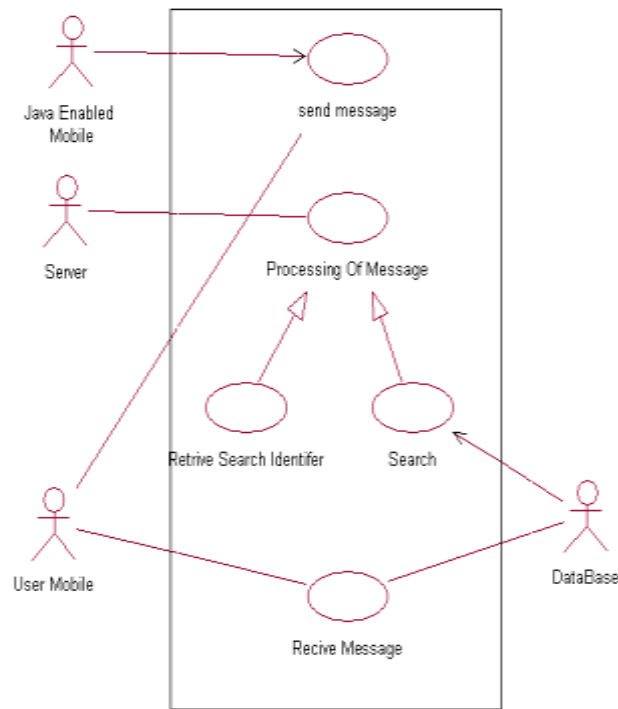 Java Enabled
Mobile
send message
Server
Processing Of Message
Retrive Search Identifer
Search
User Mobile
DataBase
Recive Message